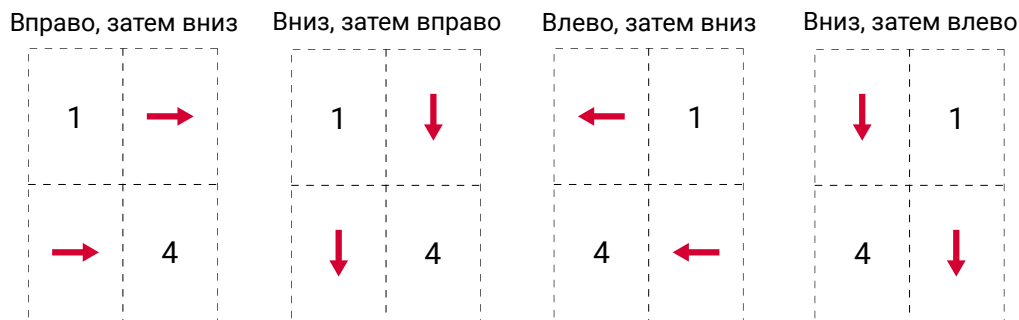 Вправо, затем вниз
1
4
Вниз, затем вправо
1
4
Влево, затем вниз
1
4
Вниз, затем влево
1
4